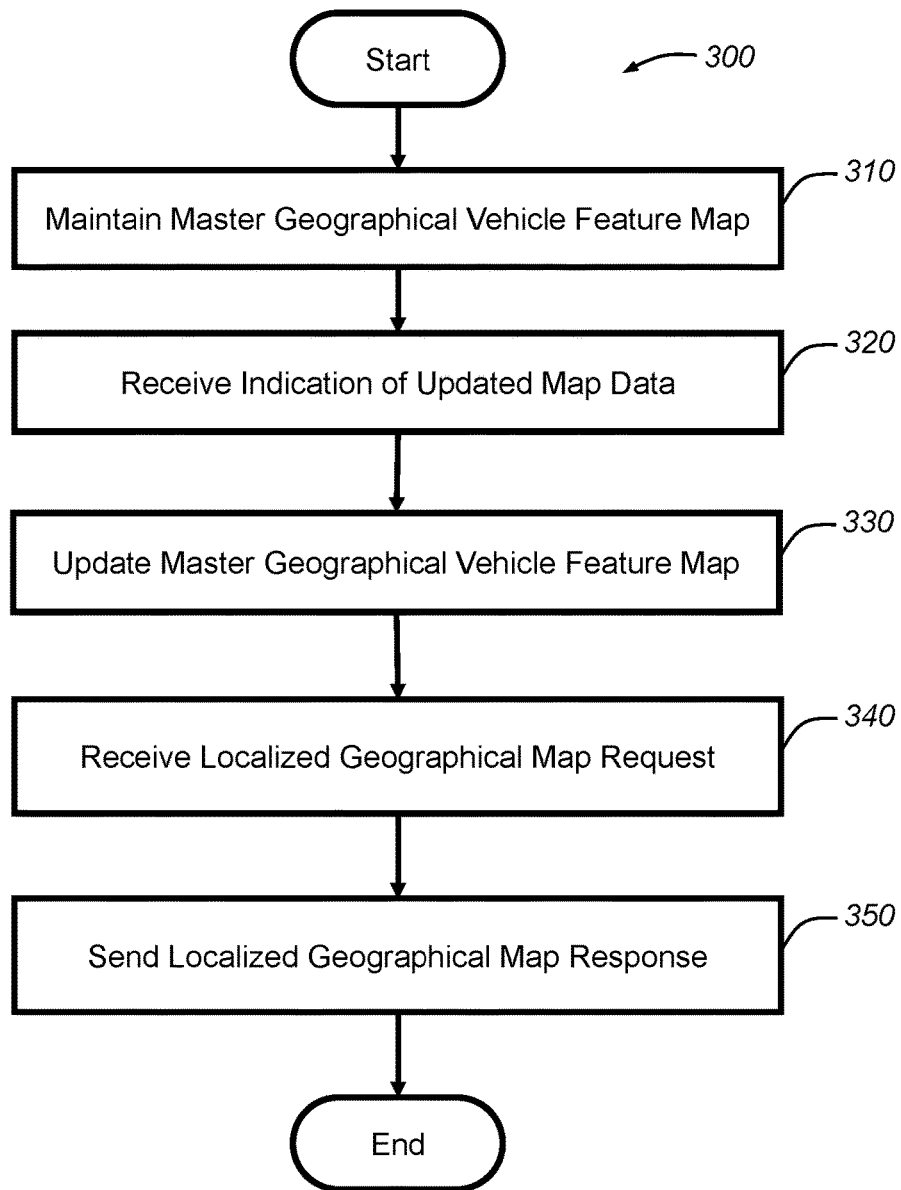 Start
300
310
Maintain Master Geographical Vehicle Feature Map
320
Receive Indication of Updated Map Data
330
Update Master Geographical Vehicle Feature Map
340
Receive Localized Geographical Map Request
350
Send Localized Geographical Map Response
End